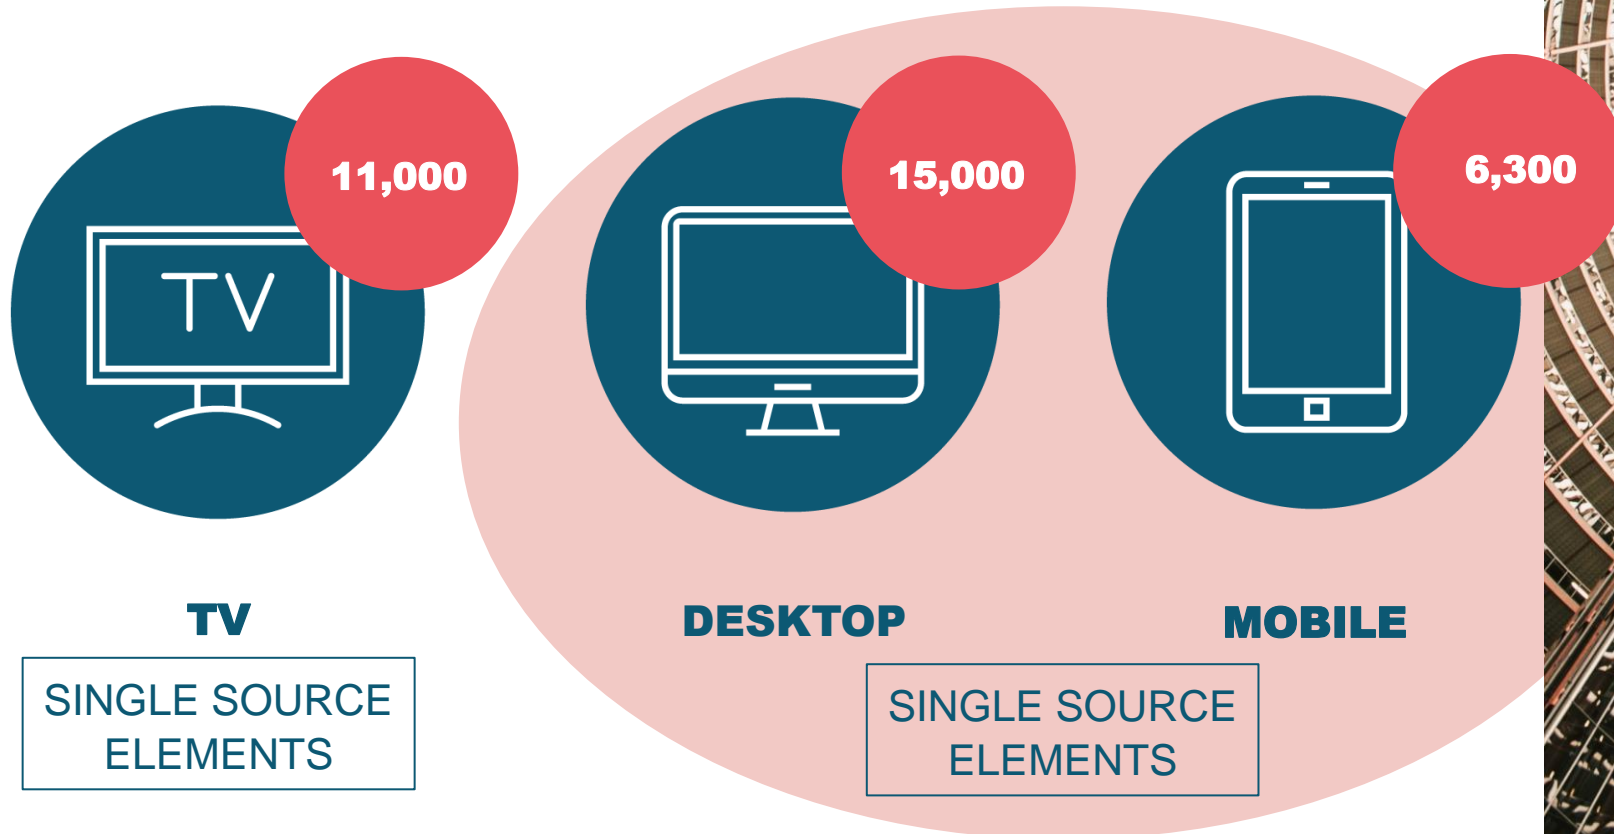 11,000
15,000
6,300
TV
TV
DESKTOP
MOBILE
SINGLE SOURCE
ELEMENTS
SINGLE SOURCE
ELEMENTS